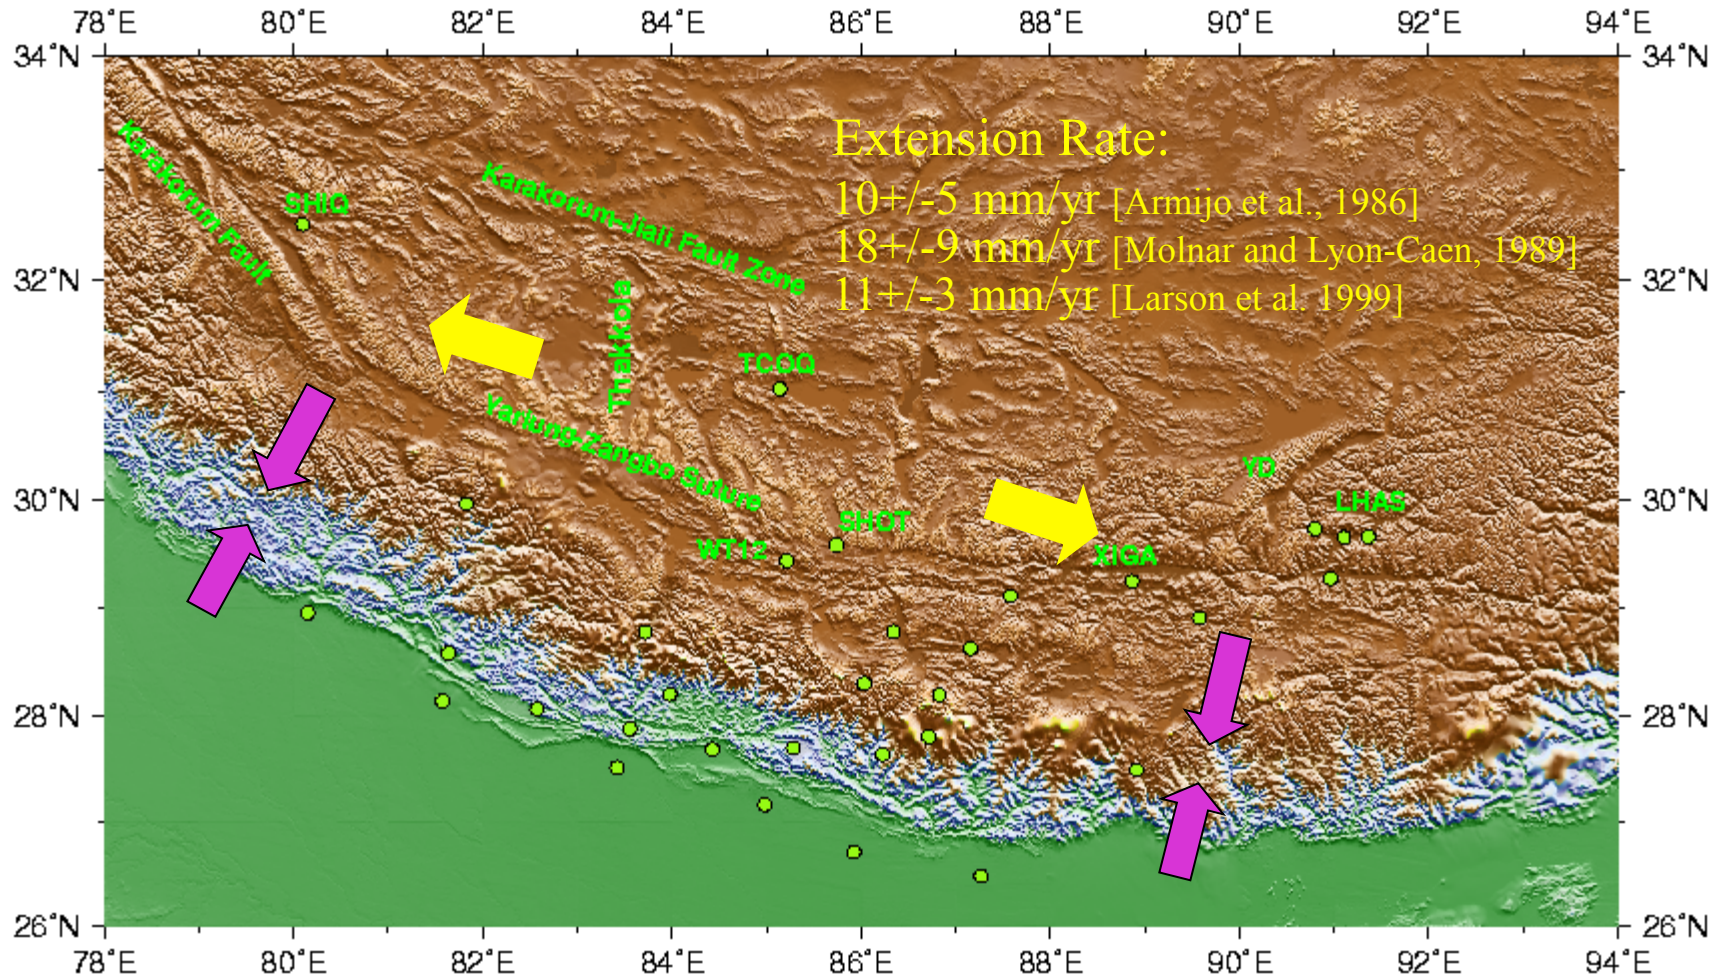 78°E 80°E 82°E 84°E 86°E 88°E 90°E 92°E 94°E
34°N 34°N
Extension Rate:
Karakorum Fault
SHIQ
Karakorum-Jiali Fault Zone
10+/-5 mm/yr [Armijo et al., 1986]
18+/-9 mm/yr [Molnar and Lyon-Caen, 1989]
32°N 32°N
11+/-3 mm/yr [Larson et al. 1999]
Thakkola
TCOQ
Yarlung-Zangbo Suture
YD
30°N 30°N
LHAS
SHOT
WT12
XIGA
28°N 28°N
26°N 26°N
78°E 80°E 82°E 84°E 86°E 88°E 90°E 92°E 94°E